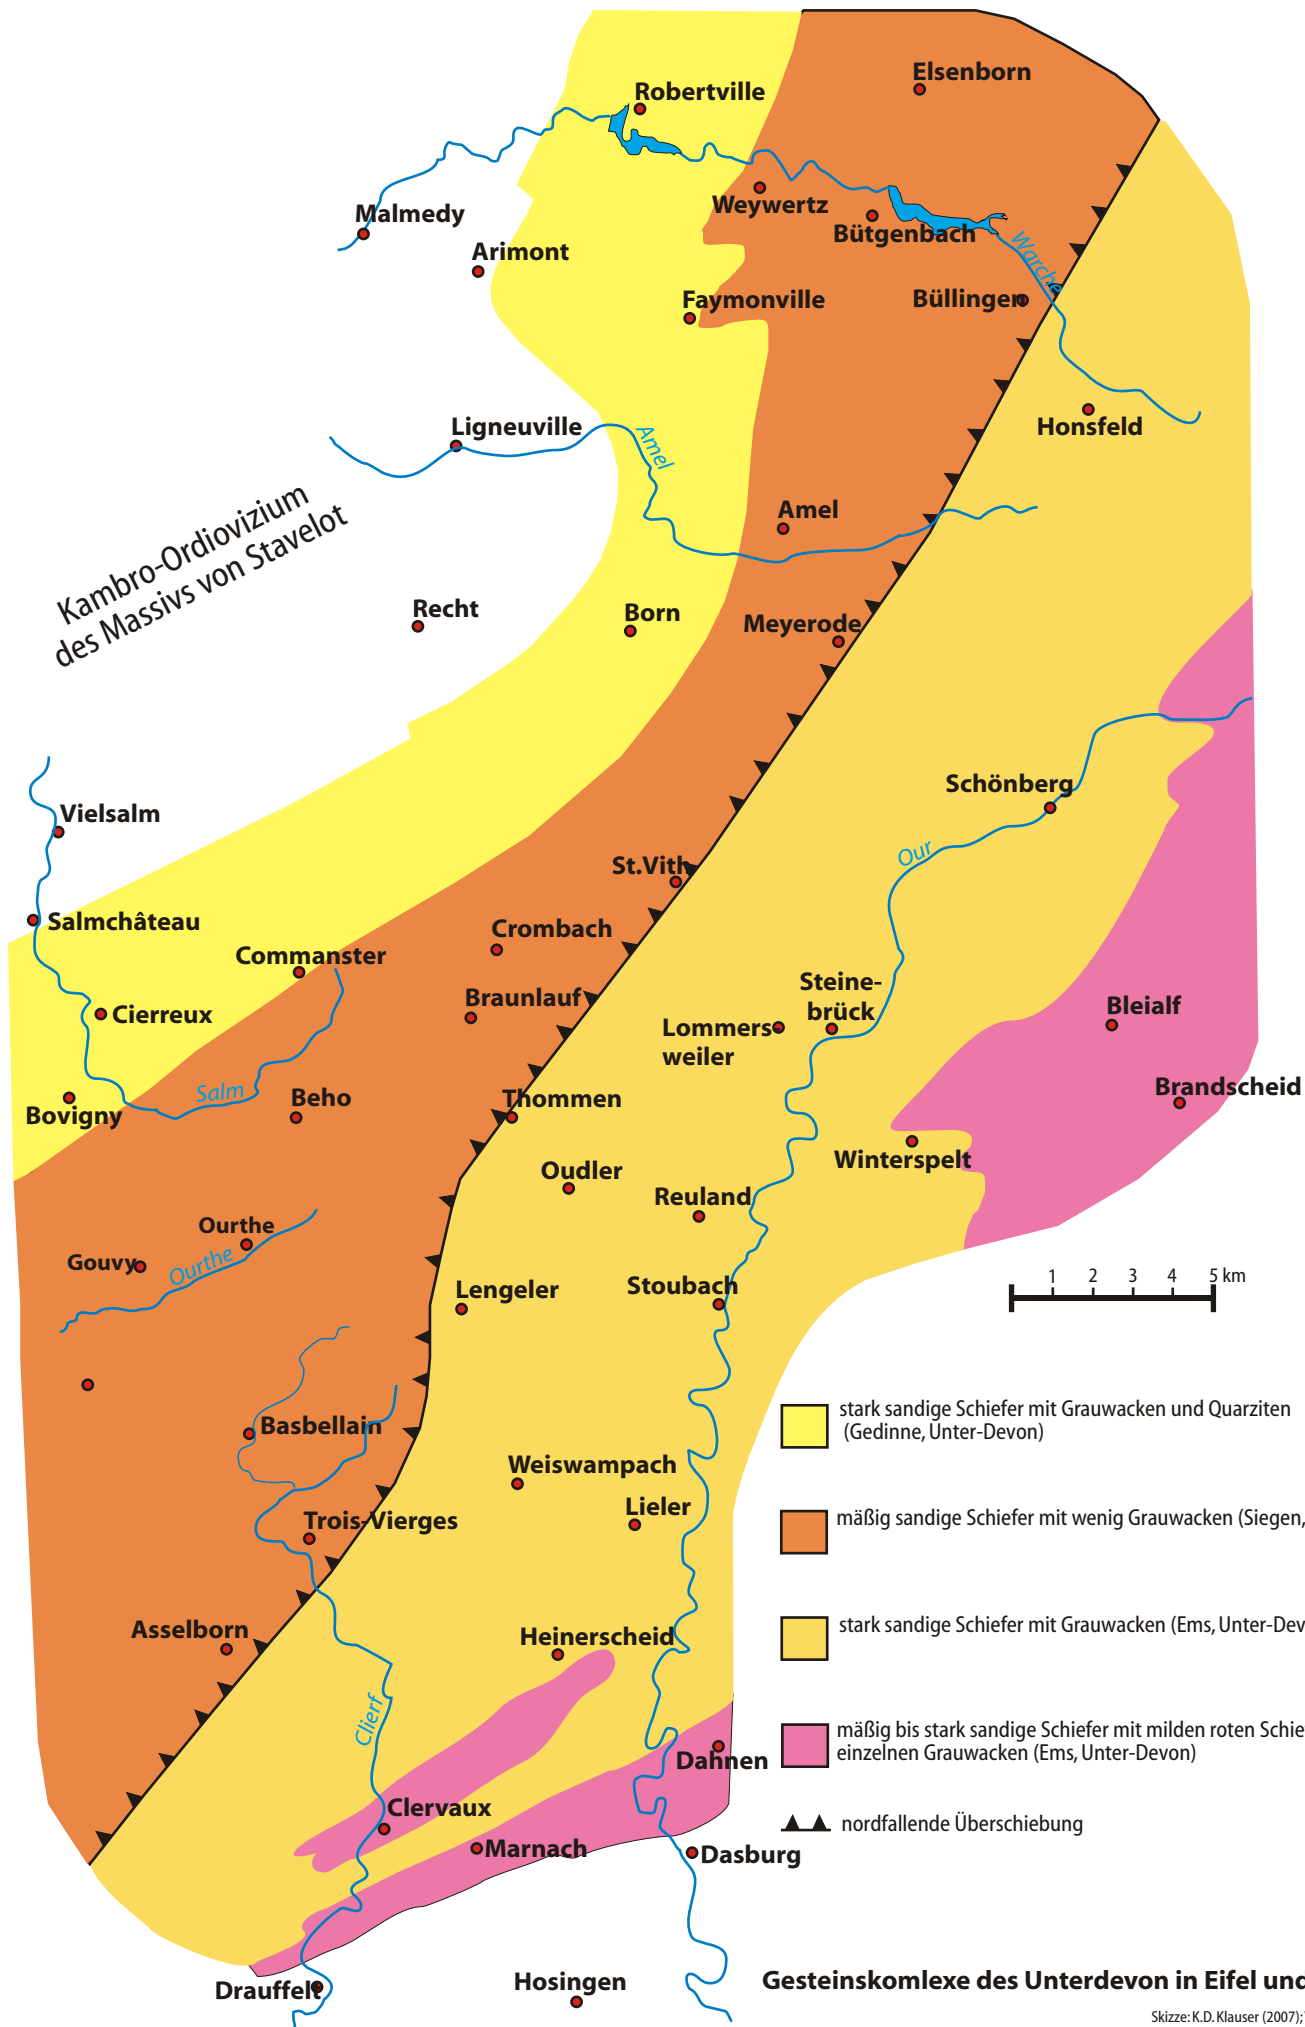 Elsenborn
Robertville
Weywertz
Malmedy
Bütgenbach
Arimont
Warche
Faymonville
Büllingen
Ligneuville
Amel
Honsfeld
Kambro-Ordiovizium
des Massivs von Stavelot
Amel
Recht
Born
Meyerode
Schönberg
Vielsalm
Our
St.Vith
Salmchâteau
Crombach
Commanster
Steine-
brück
Braunlauf
Bleialf
Cierreux
Lommers-
weiler
Salm
Beho
Thommen
Brandscheid
Bovigny
Winterspelt
Oudler
Reuland
Ourthe
Gouvy
Ourthe
Lengeler
Stoubach
1 2 3 4 5 km
stark sandige Schiefer mit Grauwacken und Quarziten
(Gedinne, Unter-Devon)
Basbellain
Weiswampach
Lieler
Trois-Vierges
mäßig sandige Schiefer mit wenig Grauwacken (Siegen,
Asselborn
Heinerscheid
stark sandige Schiefer mit Grauwacken (Ems, Unter-Dev
Clierf
mäßig bis stark sandige Schiefer mit milden roten Schie
einzelnen Grauwacken (Ems, Unter-Devon)
Dahnen
Clervaux
nordfallende Überschiebung
Marnach
Dasburg
Drauffelt
Hosingen
Gesteinskomlexe des Unterdevon in Eifel und
Skizze: K.D. Klauser (2007);